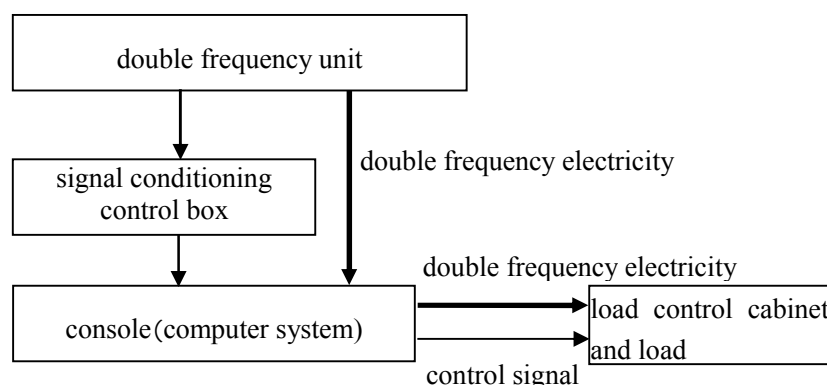 double frequency unit
double frequency electricity
signal conditioning
control box
double frequency electricity
console(computer system)
load control cabinet
and load
control signal